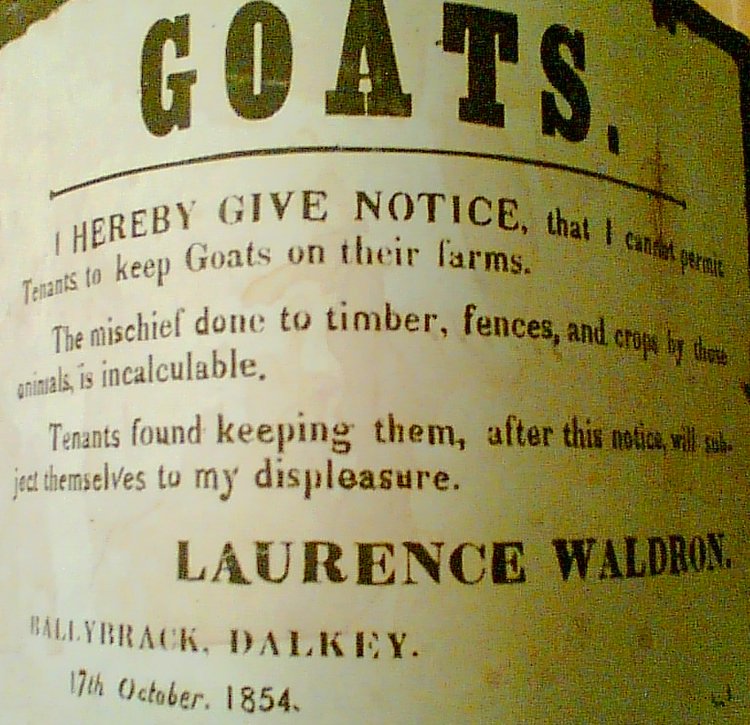 GOATS.
I HEREBY GIVE NOTICE, that I cannot permit
Tenants to keep Goats on their farms.
The mischief done to timber, fences, and crops by those
animals, is incalculable.
Tenants found keeping them, after this notice, will sub-
ject themselves to my displeasure.
LAURENCE WALDRON.
BALLYBRACK, DALKEY.
17th October. 1854.